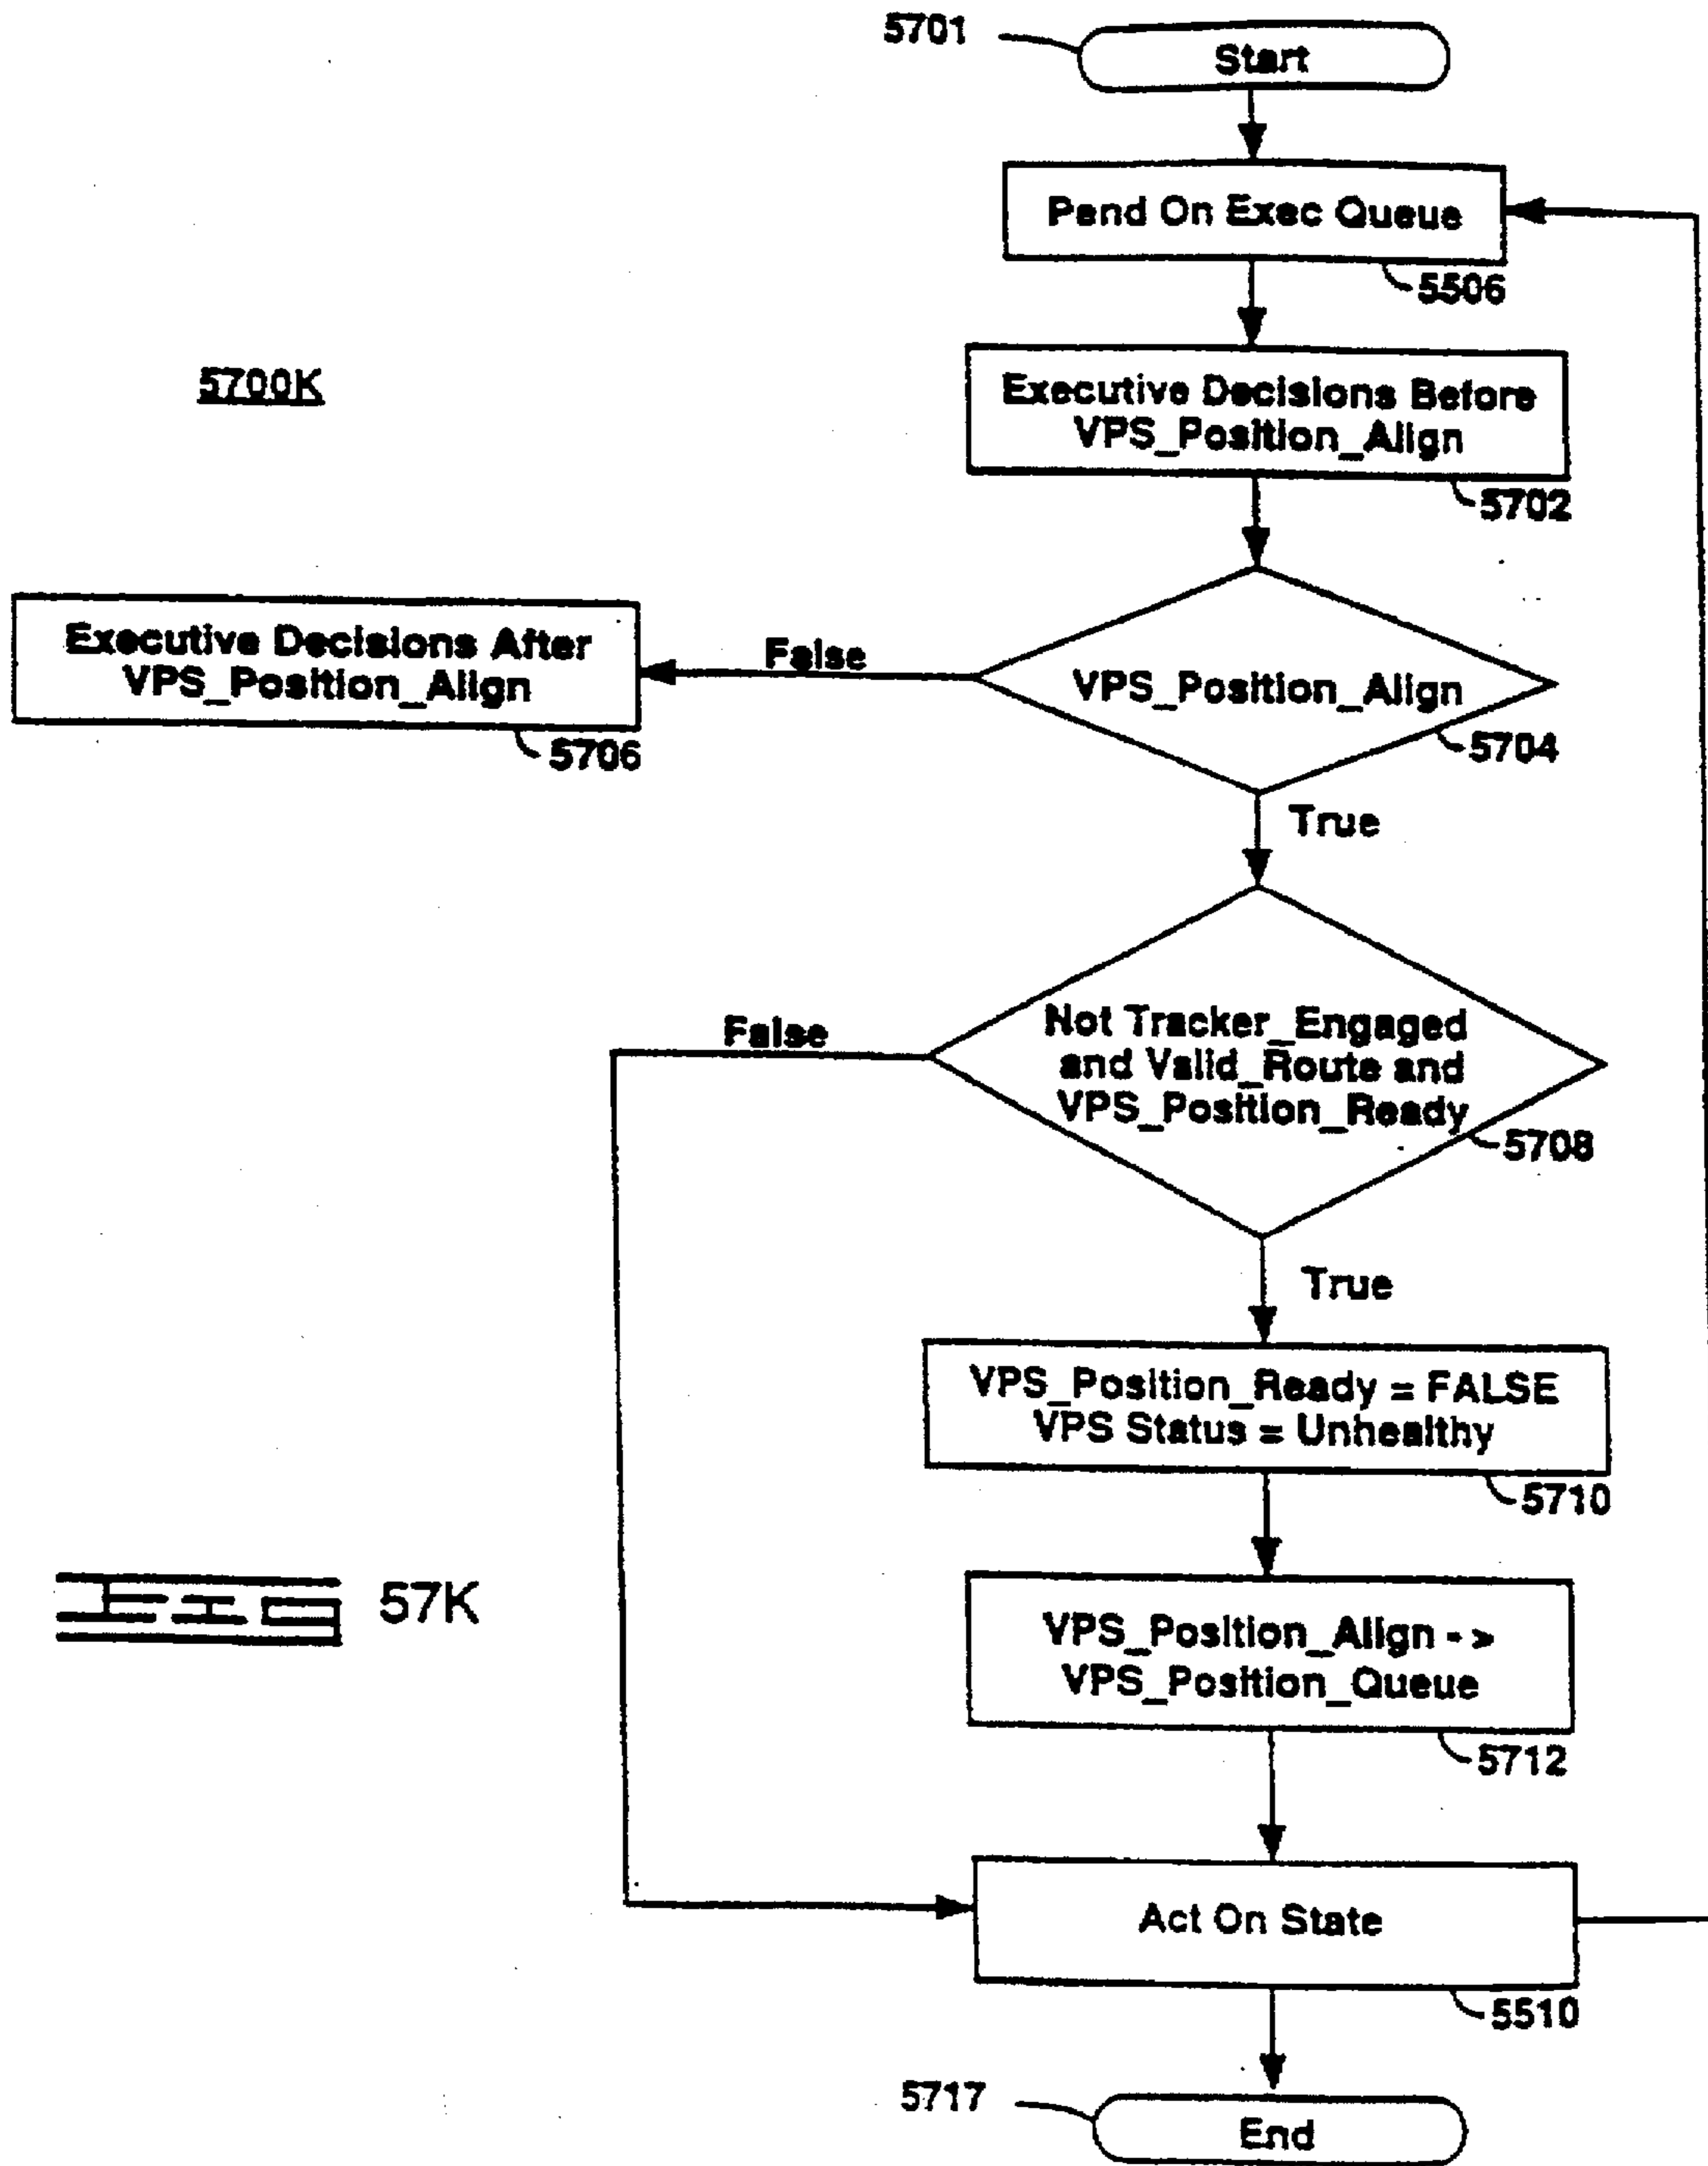 5701
Start
Pend On Exec Queue
5506
5700K
Executive Decisions Before
VPS_Position_Align
5702
Executive Decisions After
VPS_Position_Align
5706
False
VPS_Position_Align
5704
True
False
Not Tracker_Engaged
and Valid_Route and
VPS_Position_Ready
5708
True
VPS_Position_Ready = FALSE
VPS Status = Unhealthy
5710
FIG 57K
VPS_Position_Align - >
VPS_Position_Queue
5712
Act On State
5510
5717
End